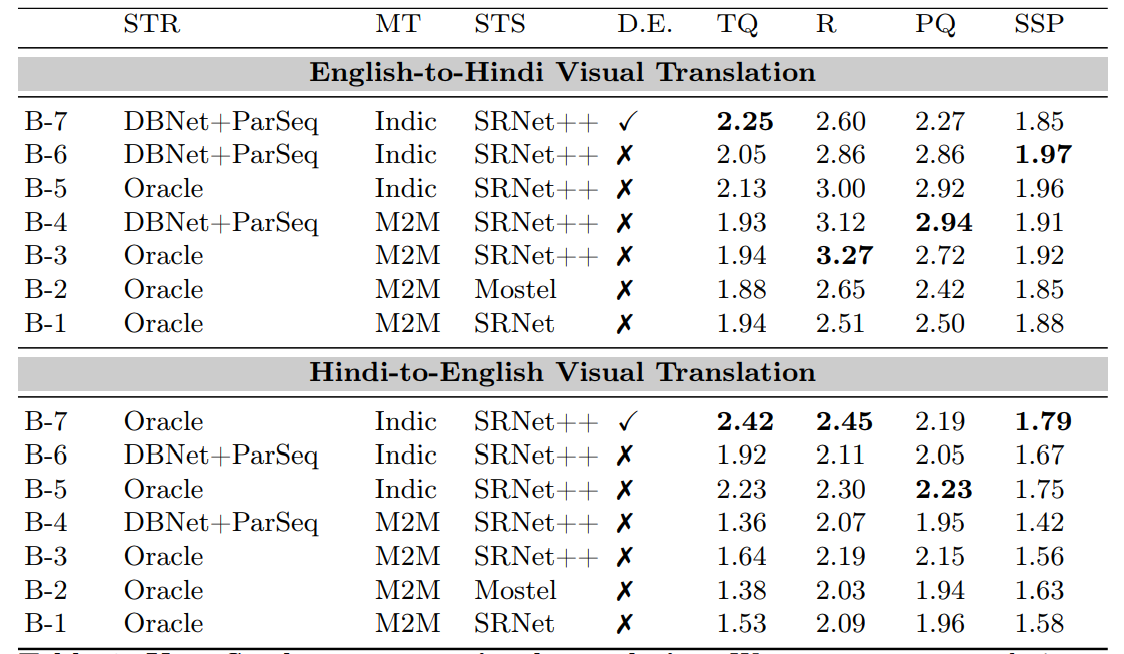 STR MT STS D.E. TQ R PQ SSP
English-to-Hindi Visual Translation
B-7 DBNet+ParSeq Indic SRNet++ ✓ 2.25 2.60 2.27 1.85
B-6 DBNet+ParSeq Indic SRNet++ ✗ 2.05 2.86 2.86 1.97
B-5 Oracle Indic SRNet++ ✗ 2.13 3.00 2.92 1.96
B-4 DBNet+ParSeq M2M SRNet++ ✗ 1.93 3.12 2.94 1.91
B-3 Oracle M2M SRNet++ ✗ 1.94 3.27 2.72 1.92
B-2 Oracle M2M Mostel ✗ 1.88 2.65 2.42 1.85
B-1 Oracle M2M SRNet ✗ 1.94 2.51 2.50 1.88
Hindi-to-English Visual Translation
B-7 Oracle Indic SRNet++ ✓ 2.42 2.45 2.19 1.79
B-6 DBNet+ParSeq Indic SRNet++ ✗ 1.92 2.11 2.05 1.67
B-5 Oracle Indic SRNet++ ✗ 2.23 2.30 2.23 1.75
B-4 DBNet+ParSeq M2M SRNet++ ✗ 1.36 2.07 1.95 1.42
B-3 Oracle M2M SRNet++ ✗ 1.64 2.19 2.15 1.56
B-2 Oracle M2M Mostel ✗ 1.38 2.03 1.94 1.63
B-1 Oracle M2M SRNet ✗ 1.53 2.09 1.96 1.58